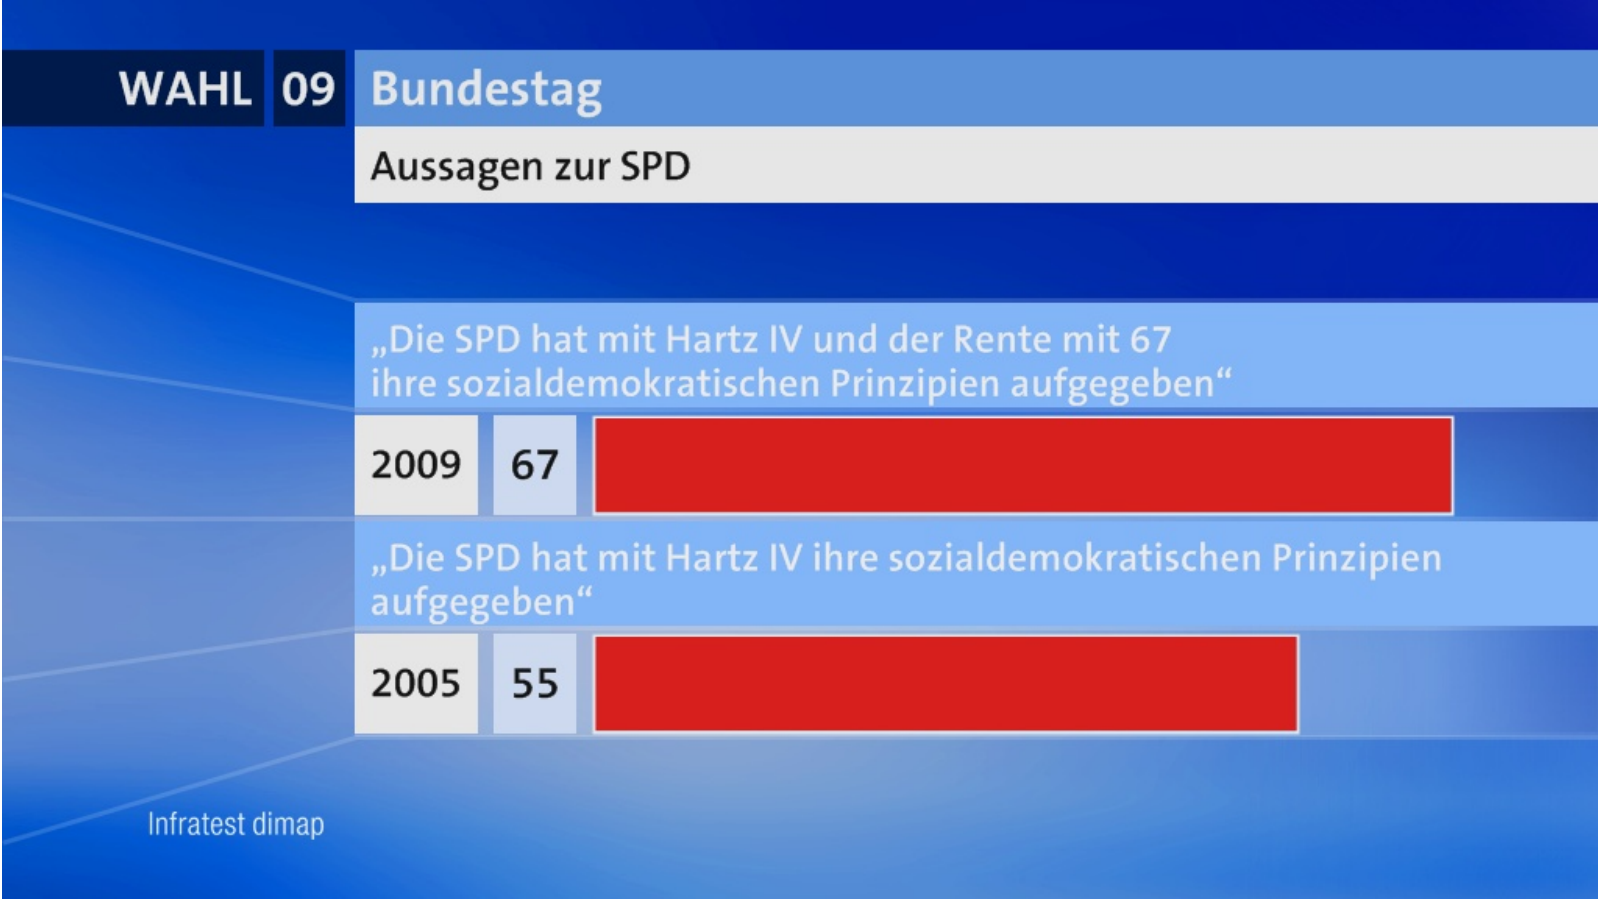 WAHL 09 Bundestag
Aussagen zur SPD
„Die SPD hat mit Hartz IV und der Rente mit 67
ihre sozialdemokratischen Prinzipien aufgegeben“
2009 67
„Die SPD hat mit Hartz IV ihre sozialdemokratischen Prinzipien
aufgegeben“
2005 55
Infratest dimap